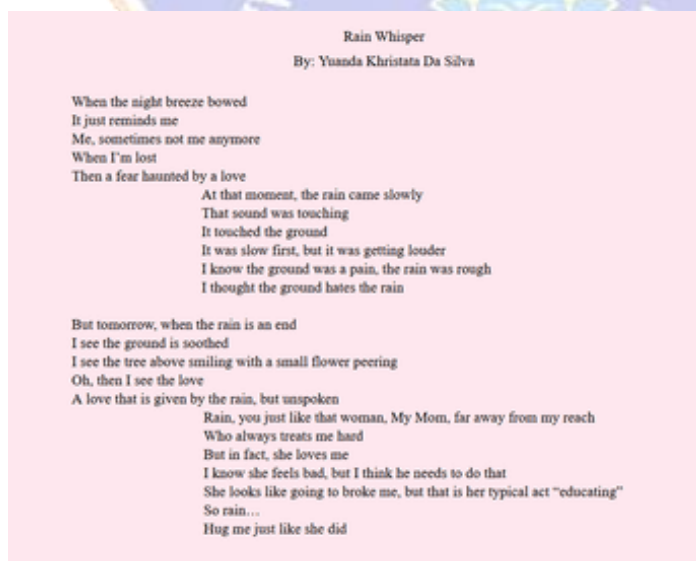 Rain Whisper
By: Yuanda Khristata Da Silva
When the night breeze bowed
It just reminds me
Me, sometimes not me anymore
When I'm lost
Then a fear haunted by a love
At that moment, the rain came slowly
That sound was touching
It touched the ground
It was slow first, but it was getting louder
I know the ground was a pain, the rain was rough
I thought the ground hates the rain
But tomorrow, when the rain is an end
I see the ground is soothed
I see the tree above smiling with a small flower peering
Oh, then I see the love
A love that is given by the rain, but unspoken
Rain, you just like that woman, My Mom, far away from my reach
Who always treats me hard
But in fact, she loves me
I know she feels bad, but I think he needs to do that
She looks like going to broke me, but that is her typical act “educating”
So rain…
Hug me just like she did